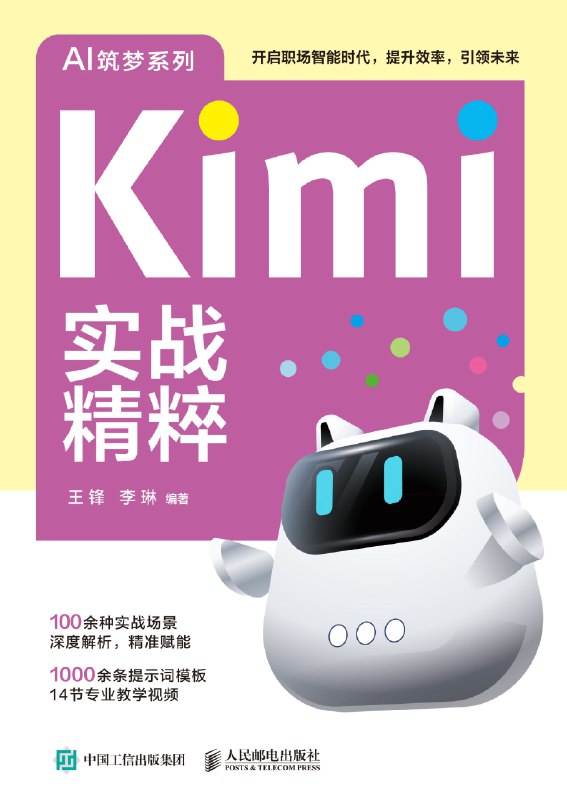 AI筑梦系列
开启职场智能时代，提升效率，引领未来
Kimi
实战
精粹
王锋 李琳 编著
100余种实战场景
深度解析，精准赋能
1000余条提示词模板
14节专业教学视频
中国工信出版集团
人民邮电出版社
POSTS & TELECOM PRESS